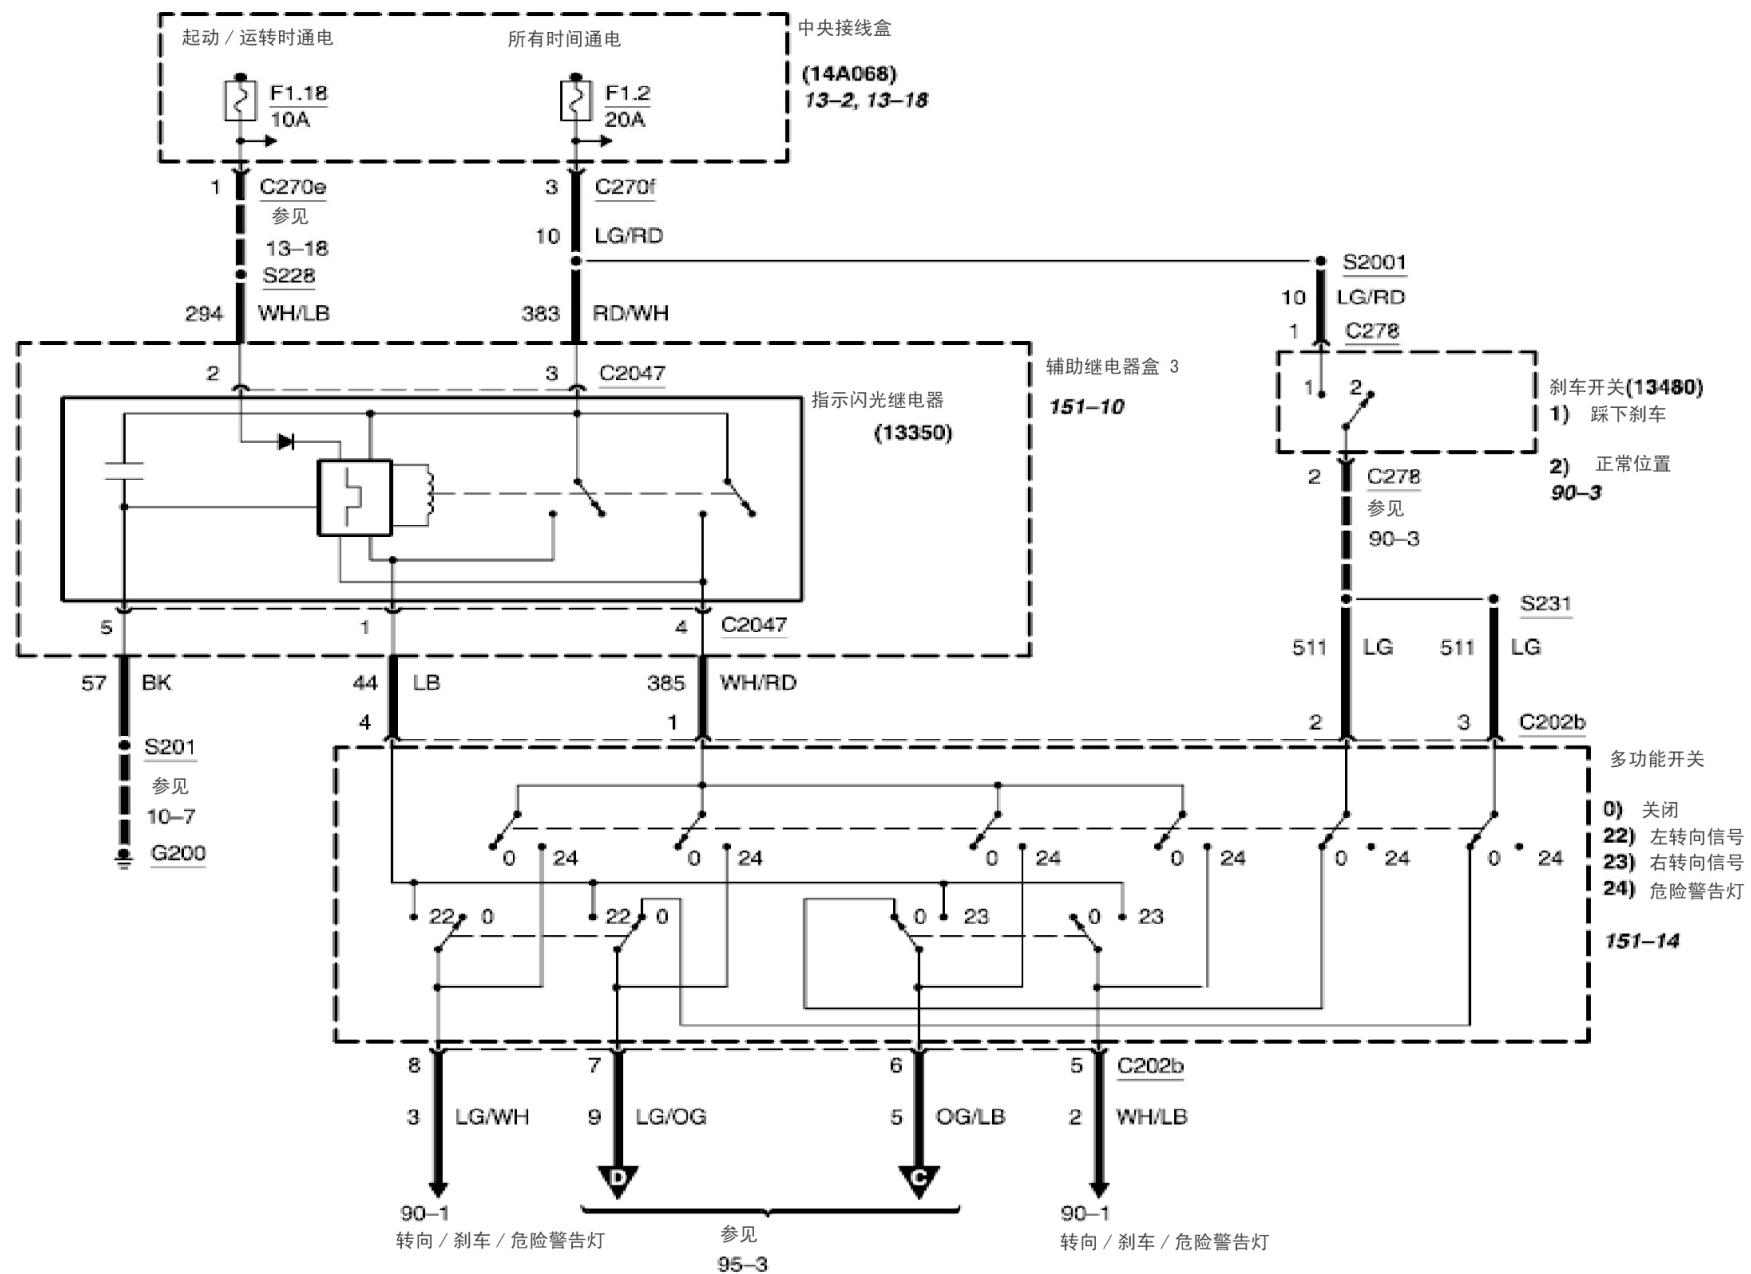 起动 / 运转时通电
所有时间通电
中央接线盒
(14A068)
13–2, 13–18
F1.18
10A
F1.2
20A
1
C270e
参见
13–18
S228
294
WH/LB
3
C270f
10
LG/RD
383
RD/WH
S2001
10
LG/RD
1
C278
辅助继电器盒 3
151–10
2
3
C2047
指示闪光继电器
(13350)
1
2
刹车开关(13480)
1) 踩下刹车
2) 正常位置
90–3
2
C278
参见
90–3
S231
5
1
4
C2047
511
LG
511
LG
57
BK
44
LB
385
WH/RD
4
1
2
3
C202b
S201
参见
10–7
G200
多功能开关
0) 关闭
22) 左转向信号
23) 右转向信号
24) 危险警告灯
151–14
0
24
0
24
0
24
0
24
0
24
0
24
22
0
22
0
0
23
0
23
8
7
6
5
C202b
3
LG/WH
9
LG/OG
5
OG/LB
2
WH/LB
D
C
90–1
转向 / 刹车 / 危险警告灯
参见
95–3
90–1
转向 / 刹车 / 危险警告灯